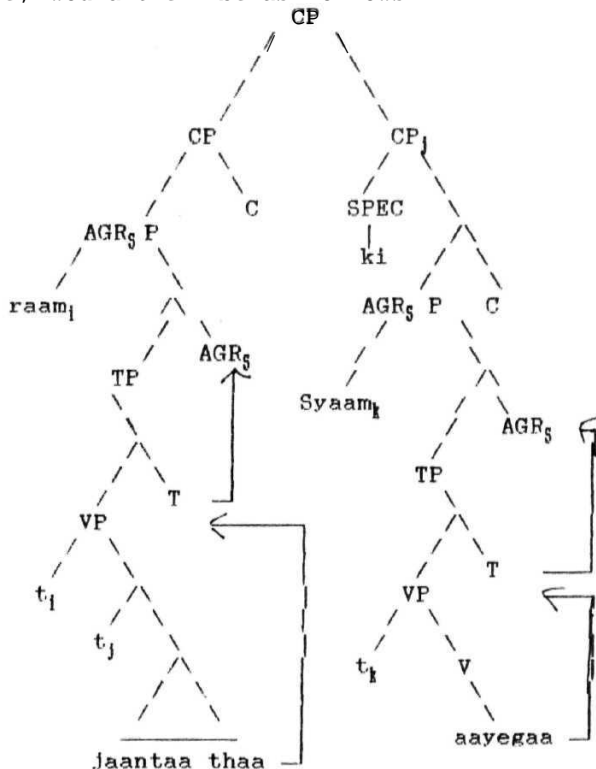 CP
CP CPj
C SPEC
AGRS P ki
raami AGRS P C
AGRS
TP Syaamk
AGRS
T TP
VP
T
ti VP
tj
tk V
jaantaa thaa aayegaa